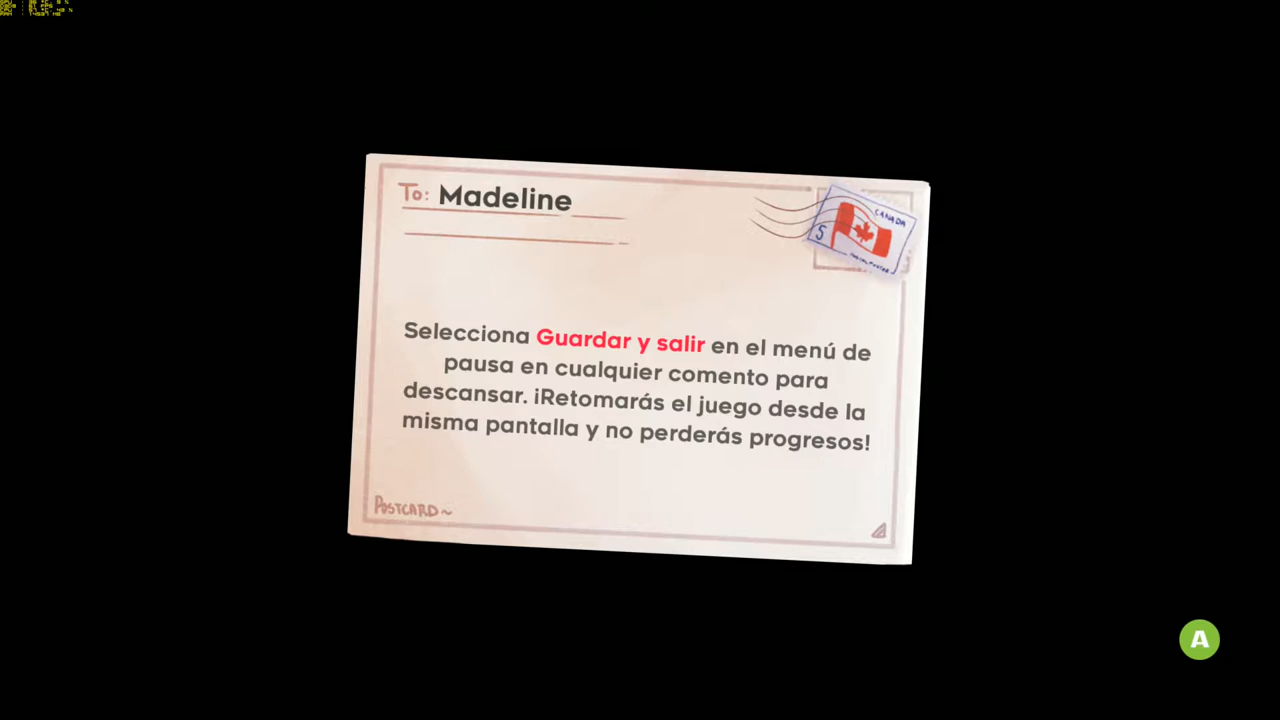 To: Madeline
CANADA
5
Selecciona Guardar y salir en el menú de
pausa en cualquier comento para
descansar. ¡Retomarás el juego desde la
misma pantalla y no perderás progresos!
POSTCARD~
A